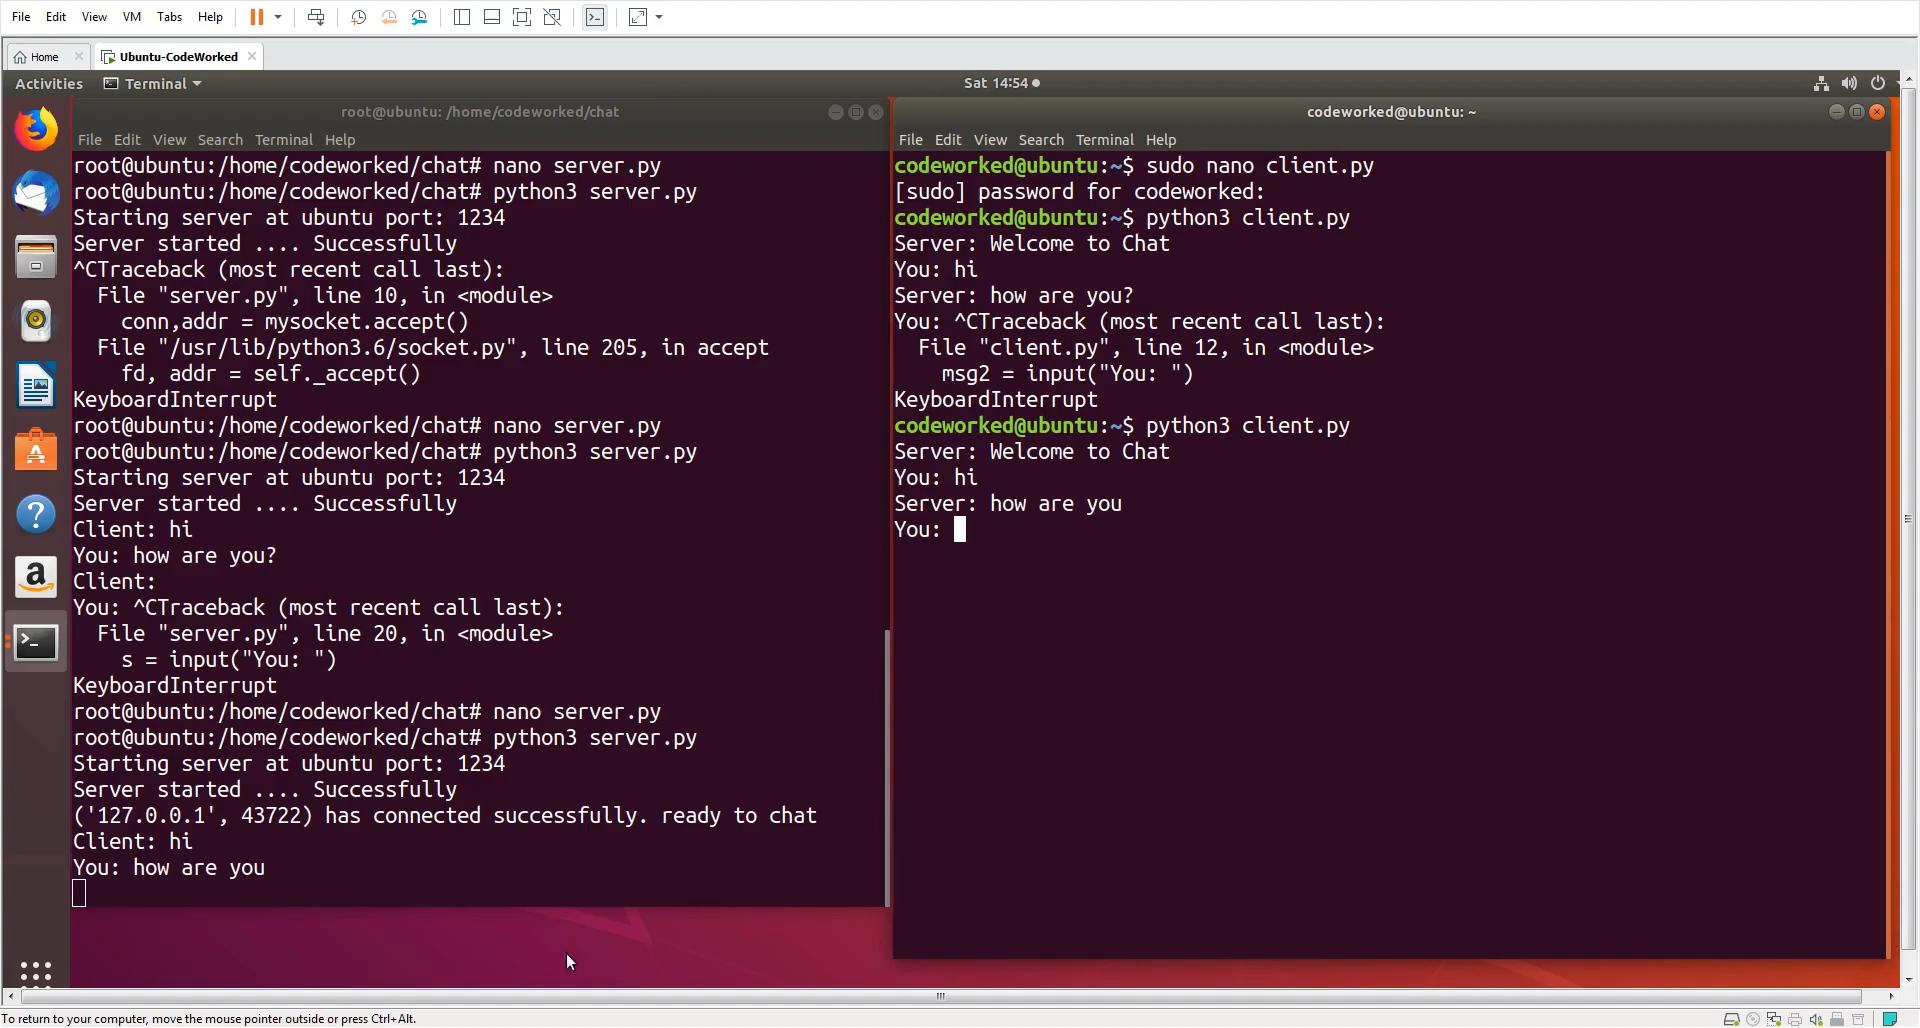 File Edit View VM Tabs Help
Home Ubuntu-CodeWorked
Activities Terminal Sat 14:54
root@ubuntu: /home/codeworked/chat
File Edit View Search Terminal Help
root@ubuntu:/home/codeworked/chat# nano server.py
root@ubuntu:/home/codeworked/chat# python3 server.py
Starting server at ubuntu port: 1234
Server started .... Successfully
^CTraceback (most recent call last):
  File "server.py", line 10, in <module>
    conn,addr = mysocket.accept()
  File "/usr/lib/python3.6/socket.py", line 205, in accept
    fd, addr = self._accept()
KeyboardInterrupt
root@ubuntu:/home/codeworked/chat# nano server.py
root@ubuntu:/home/codeworked/chat# python3 server.py
Starting server at ubuntu port: 1234
Server started .... Successfully
Client: hi
You: how are you?
Client:
You: ^CTraceback (most recent call last):
  File "server.py", line 20, in <module>
    s = input("You: ")
KeyboardInterrupt
root@ubuntu:/home/codeworked/chat# nano server.py
root@ubuntu:/home/codeworked/chat# python3 server.py
Starting server at ubuntu port: 1234
Server started .... Successfully
('127.0.0.1', 43722) has connected successfully. ready to chat
Client: hi
You: how are you
codeworked@ubuntu: ~
File Edit View Search Terminal Help
codeworked@ubuntu:~$ sudo nano client.py
[sudo] password for codeworked:
codeworked@ubuntu:~$ python3 client.py
Server: Welcome to Chat
You: hi
Server: how are you?
You: ^CTraceback (most recent call last):
  File "client.py", line 12, in <module>
    msg2 = input("You: ")
KeyboardInterrupt
codeworked@ubuntu:~$ python3 client.py
Server: Welcome to Chat
You: hi
Server: how are you
You:
To return to your computer, move the mouse pointer outside or press Ctrl+Alt.